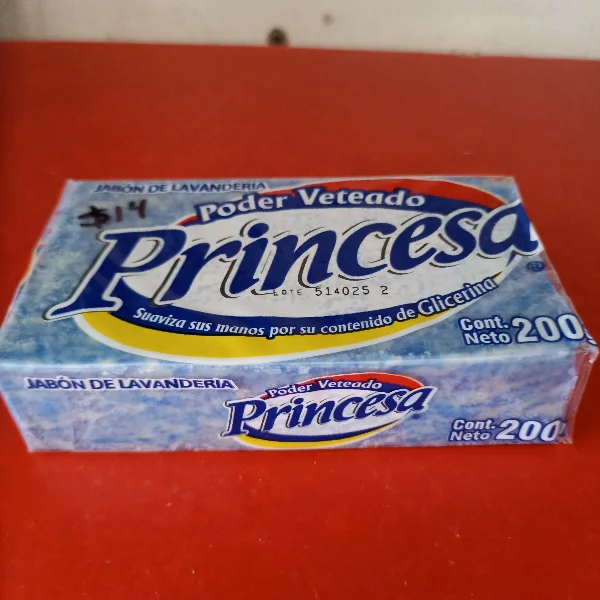 JABÓN DE LAVANDERIA
$14
Poder Veteado
Princesa
LOTE 514025 2
Suaviza sus manos por su contenido de Glicerina
Cont.
Neto 200
JABÓN DE LAVANDERIA
Poder Veteado
Princesa
Cont.
Neto 200